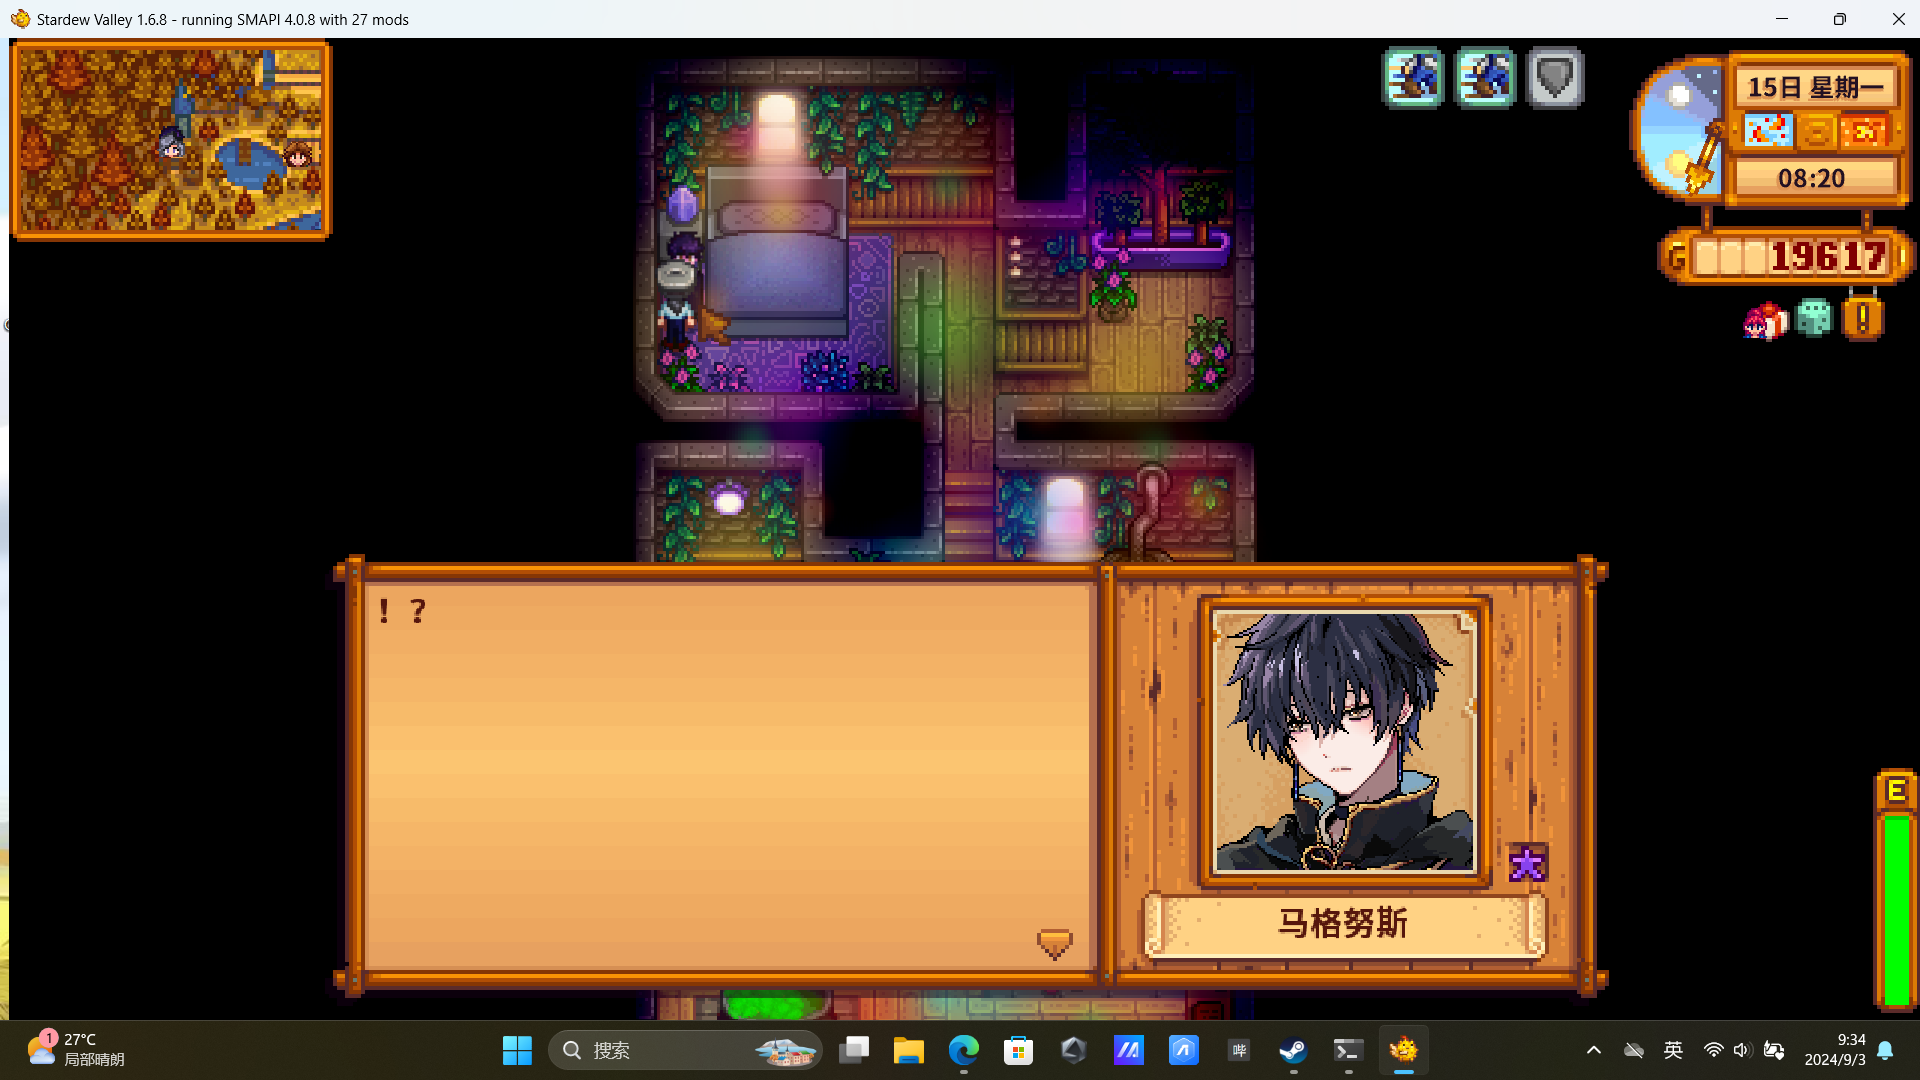 Stardew Valley 1.6.8 - running SMAPI 4.0.8 with 27 mods
15日 星期一
08:20
G 19617
!
！？
E
马格努斯
1
27°C
局部晴朗
搜索
哔
英
9:34
2024/9/3